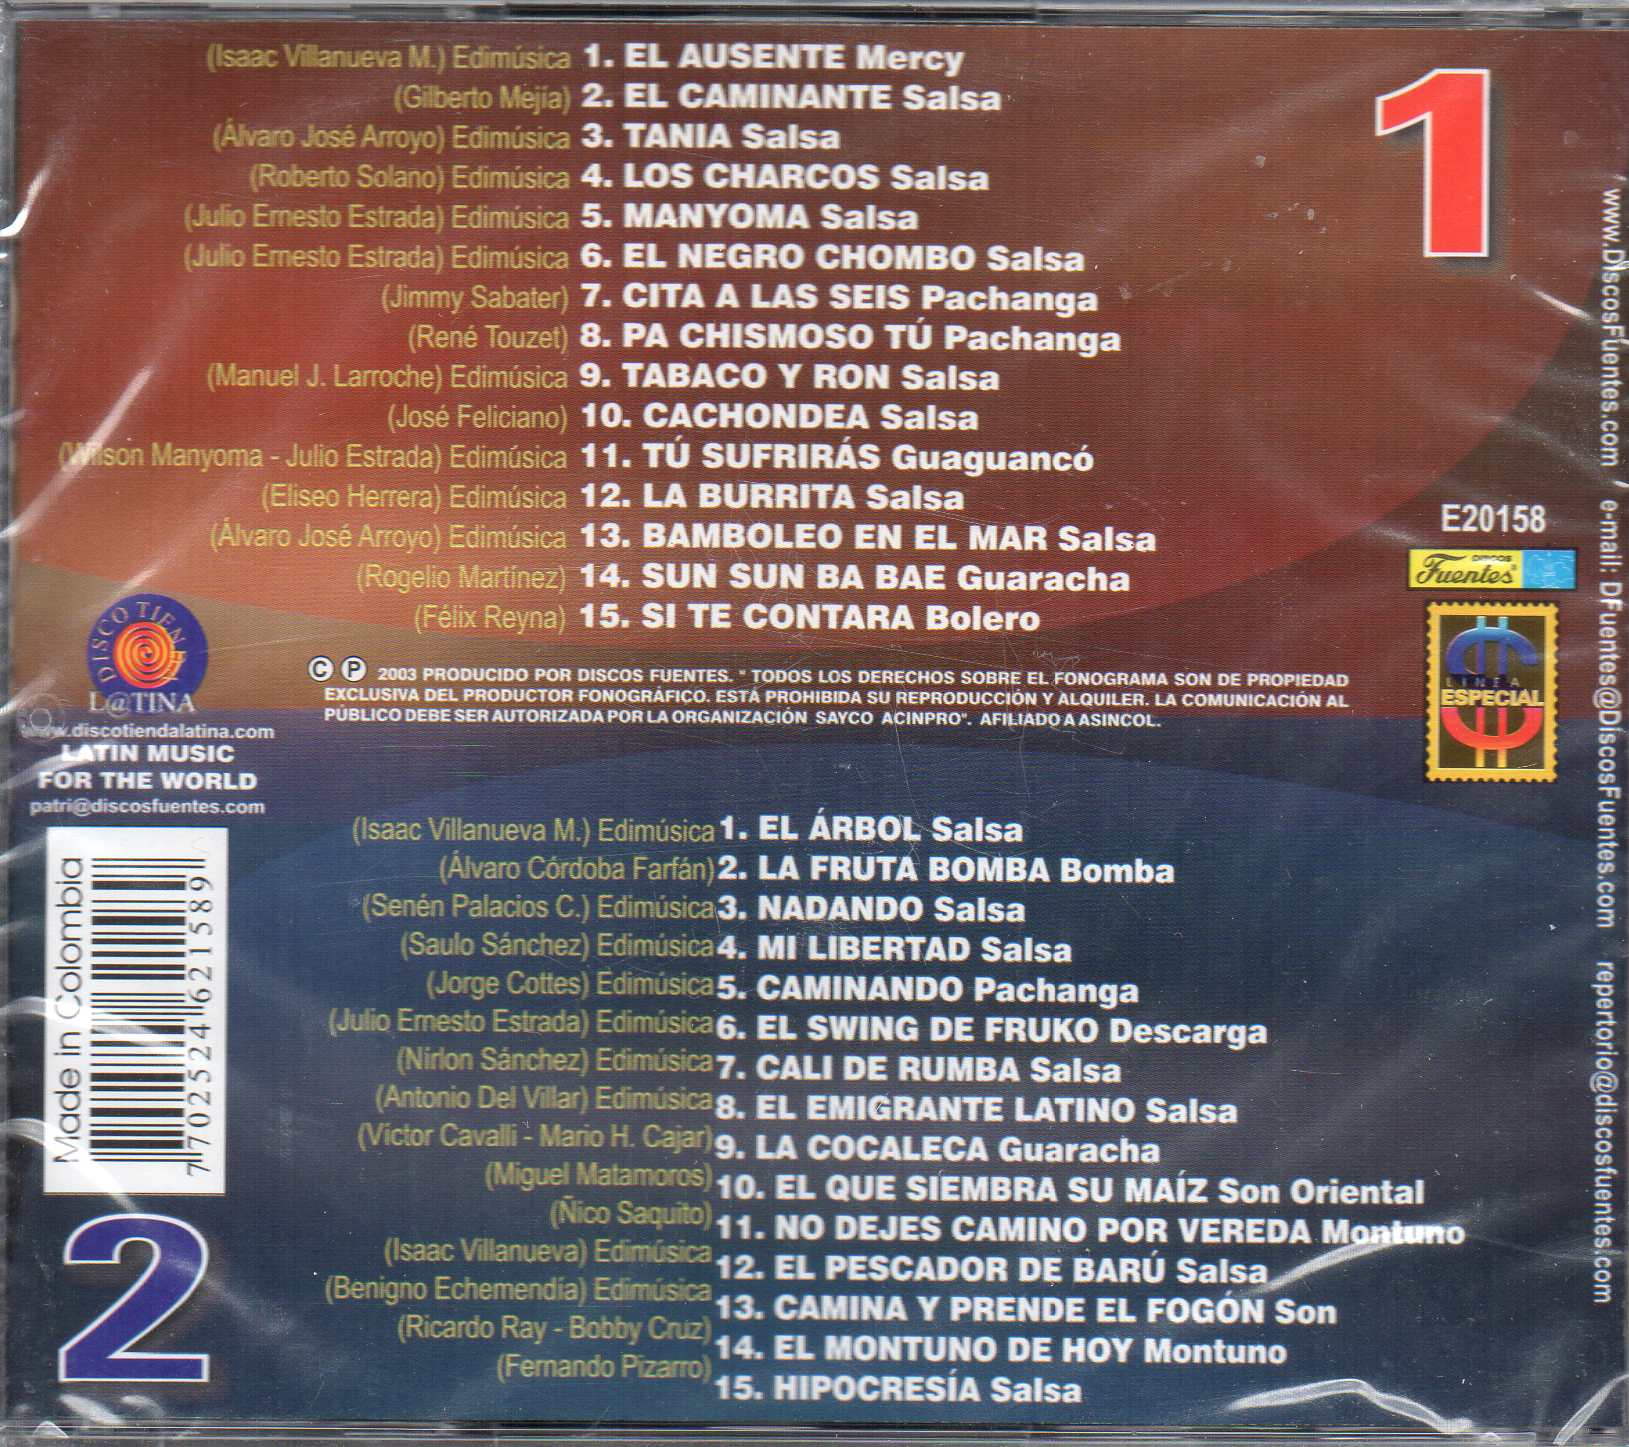 (Isaac Villanueva M.) Edimúsica 1. EL AUSENTE Mercy
(Gilberto Mejía) 2. EL CAMINANTE Salsa
(Álvaro José Arroyo) Edimúsica 3. TANIA Salsa
(Roberto Solano) Edimúsica 4. LOS CHARCOS Salsa
(Julio Ernesto Estrada) Edimúsica 5. MANYOMA Salsa
(Julio Ernesto Estrada) Edimúsica 6. EL NEGRO CHOMBO Salsa
(Jimmy Sabater) 7. CITA A LAS SEIS Pachanga
(René Touzet) 8. PA CHISMOSO TÚ Pachanga
(Manuel J. Larroche) Edimúsica 9. TABACO Y RON Salsa
(José Feliciano) 10. CACHONDEA Salsa
(Wilson Manyoma - Julio Estrada) Edimúsica 11. TÚ SUFRIRÁS Guaguancó
(Eliseo Herrera) Edimúsica 12. LA BURRITA Salsa
(Álvaro José Arroyo) Edimúsica 13. BAMBOLEO EN EL MAR Salsa
(Rogelio Martínez) 14. SUN SUN BA BAE Guaracha
(Félix Reyna) 15. SI TE CONTARA Bolero
1
E20158
DISCOS
Fuentes
LINEA
ESPECIAL
© ℗ 2003 PRODUCIDO POR DISCOS FUENTES. " TODOS LOS DERECHOS SOBRE EL FONOGRAMA SON DE PROPIEDAD
EXCLUSIVA DEL PRODUCTOR FONOGRÁFICO. ESTÁ PROHIBIDA SU REPRODUCCIÓN Y ALQUILER. LA COMUNICACIÓN AL
PÚBLICO DEBE SER AUTORIZADA POR LA ORGANIZACIÓN SAYCO ACINPRO". AFILIADO A ASINCOL.
DISCO TIENDA
L@TINA
www.discotiendalatina.com
LATIN MUSIC
FOR THE WORLD
patri@discosfuentes.com
Made in Colombia
7702524621589
2
(Isaac Villanueva M.) Edimúsica 1. EL ÁRBOL Salsa
(Álvaro Córdoba Farfán) 2. LA FRUTA BOMBA Bomba
(Senén Palacios C.) Edimúsica 3. NADANDO Salsa
(Saulo Sánchez) Edimúsica 4. MI LIBERTAD Salsa
(Jorge Cottes) Edimúsica 5. CAMINANDO Pachanga
(Julio Ernesto Estrada) Edimúsica 6. EL SWING DE FRUKO Descarga
(Nirlon Sánchez) Edimúsica 7. CALI DE RUMBA Salsa
(Antonio Del Villar) Edimúsica 8. EL EMIGRANTE LATINO Salsa
(Víctor Cavalli - Mario H. Cajar) 9. LA COCALECA Guaracha
(Miguel Matamoros) 10. EL QUE SIEMBRA SU MAÍZ Son Oriental
(Ñico Saquito) 11. NO DEJES CAMINO POR VEREDA Montuno
(Isaac Villanueva) Edimúsica 12. EL PESCADOR DE BARÚ Salsa
(Benigno Echemendía) Edimúsica 13. CAMINA Y PRENDE EL FOGÓN Son
(Ricardo Ray - Bobby Cruz) 14. EL MONTUNO DE HOY Montuno
(Fernando Pizarro) 15. HIPOCRESÍA Salsa
www.DiscosFuentes.com e-mail: DFuentes@DiscosFuentes.com repertorio@discosfuentes.com